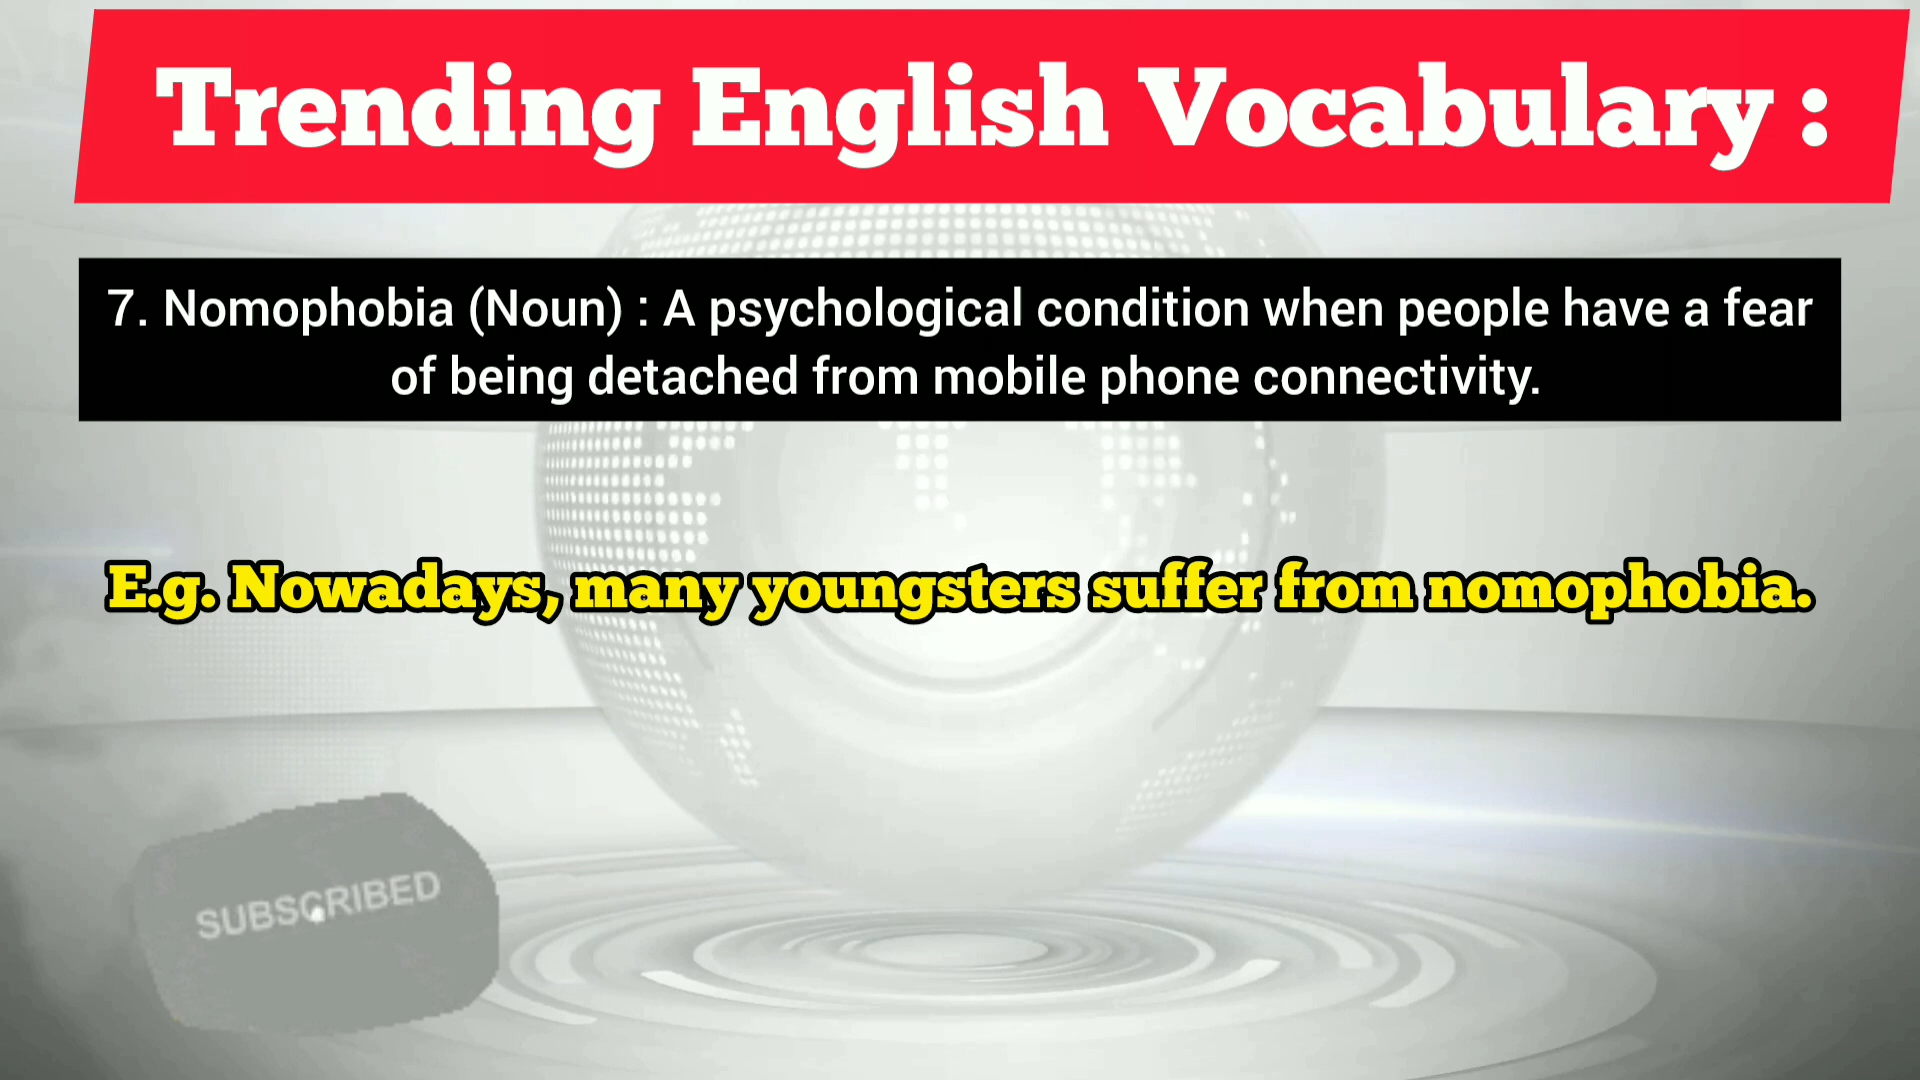 Trending English Vocabulary :
7. Nomophobia (Noun) : A psychological condition when people have a fear
of being detached from mobile phone connectivity.
E.g. Nowadays, many youngsters suffer from nomophobia.
SUBSCRIBED